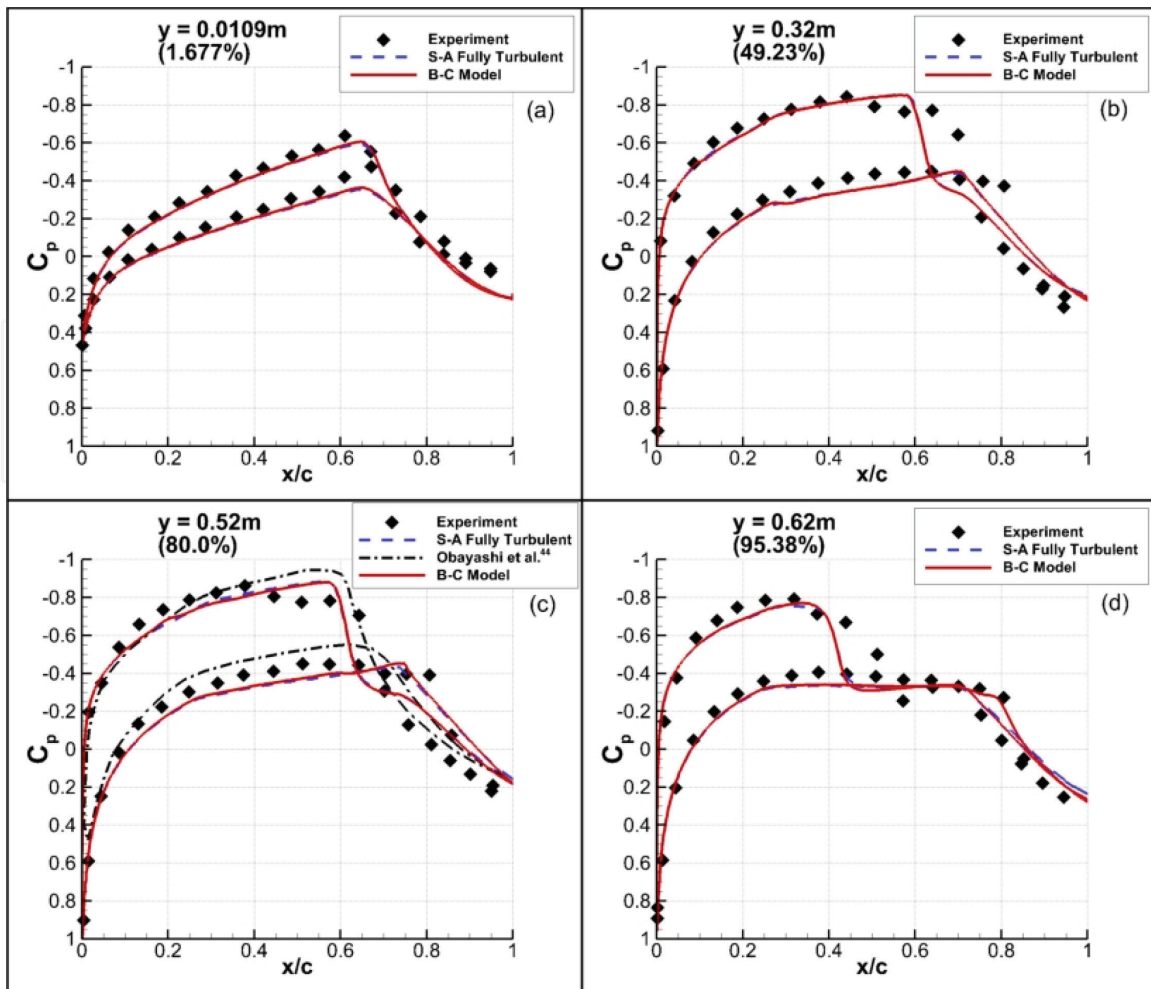 y = 0.0109m
(1.677%)
Experiment
S-A Fully Turbulent
B-C Model
(a)
-1
-0.8
-0.6
-0.4
-0.2
0
0.2
0.4
0.6
0.8
1
Cp
0 0.2 0.4 0.6 0.8 1
x/c
y = 0.32m
(49.23%)
Experiment
S-A Fully Turbulent
B-C Model
(b)
-1
-0.8
-0.6
-0.4
-0.2
0
0.2
0.4
0.6
0.8
1
Cp
0 0.2 0.4 0.6 0.8 1
x/c
y = 0.52m
(80.0%)
Experiment
S-A Fully Turbulent
Obayashi et al.44
B-C Model
(c)
-1
-0.8
-0.6
-0.4
-0.2
0
0.2
0.4
0.6
0.8
1
Cp
0 0.2 0.4 0.6 0.8 1
x/c
y = 0.62m
(95.38%)
Experiment
S-A Fully Turbulent
B-C Model
(d)
-1
-0.8
-0.6
-0.4
-0.2
0
0.2
0.4
0.6
0.8
1
Cp
0 0.2 0.4 0.6 0.8 1
x/c